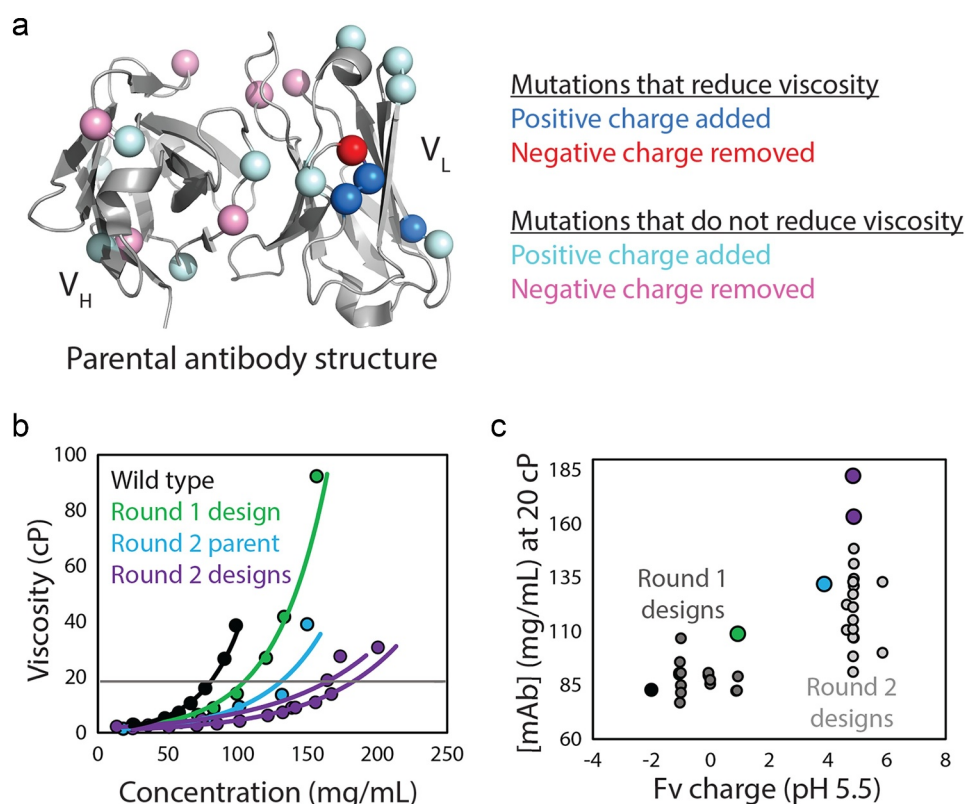 a
V_H
V_L
Parental antibody structure
Mutations that reduce viscosity
Positive charge added
Negative charge removed
Mutations that do not reduce viscosity
Positive charge added
Negative charge removed
b
Viscosity (cP)
100
80
60
40
20
0
Wild type
Round 1 design
Round 2 parent
Round 2 designs
0 50 100 150 200 250
Concentration (mg/mL)
c
[mAb] (mg/mL) at 20 cP
185
160
135
110
85
60
Round 1
designs
Round 2
designs
-4 -2 0 2 4 6 8
Fv charge (pH 5.5)